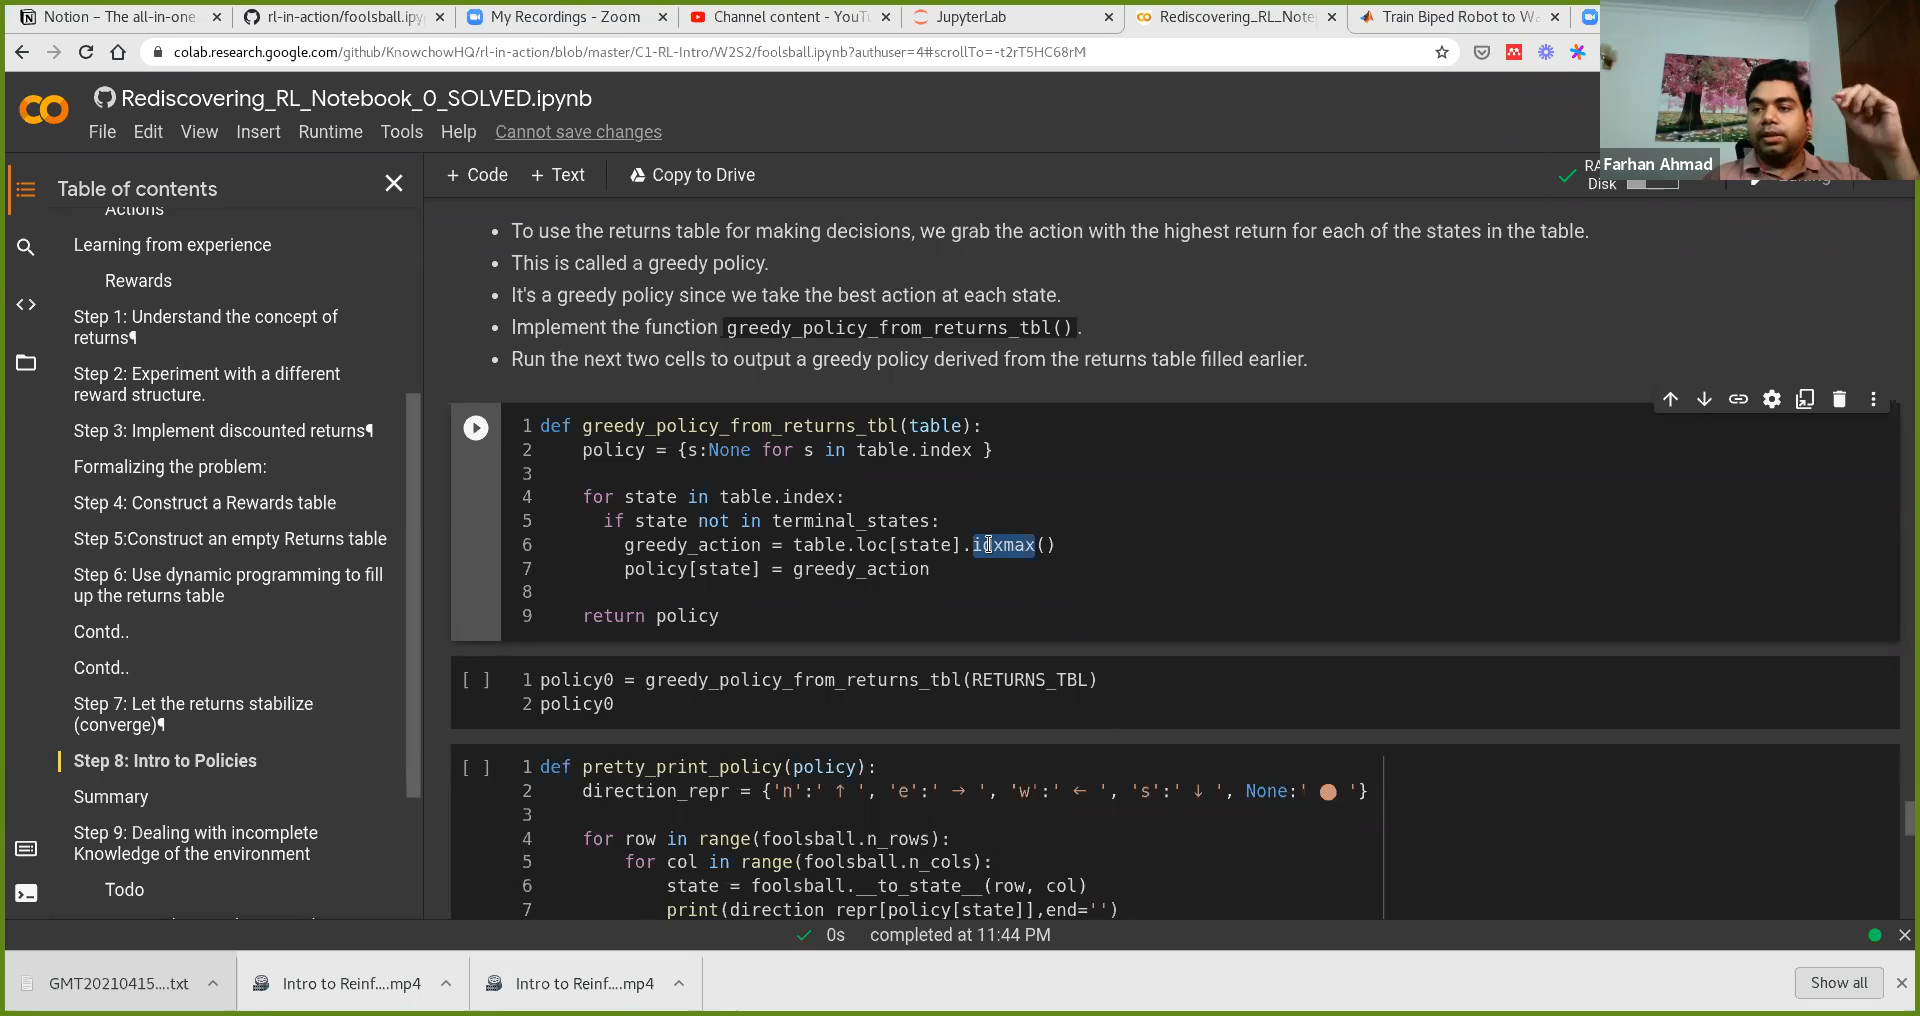 Notion – The all-in-one
rl-in-action/foolsball.ipy
My Recordings - Zoom
Channel content - YouT
JupyterLab
Rediscovering_RL_Note
Train Biped Robot to Wa
colab.research.google.com/github/KnowchowHQ/rl-in-action/blob/master/C1-RL-Intro/W2S2/foolsball.ipynb?authuser=4#scrollTo=-t2rT5HC68rM
Rediscovering_RL_Notebook_0_SOLVED.ipynb
File Edit View Insert Runtime Tools Help Cannot save changes
Farhan Ahmad
+ Code + Text Copy to Drive
Disk
Table of contents
Actions
Learning from experience
Rewards
Step 1: Understand the concept of
returns¶
Step 2: Experiment with a different
reward structure.
Step 3: Implement discounted returns¶
Formalizing the problem:
Step 4: Construct a Rewards table
Step 5:Construct an empty Returns table
Step 6: Use dynamic programming to fill
up the returns table
Contd..
Contd..
Step 7: Let the returns stabilize
(converge)¶
Step 8: Intro to Policies
Summary
Step 9: Dealing with incomplete
Knowledge of the environment
Todo
• To use the returns table for making decisions, we grab the action with the highest return for each of the states in the table.
• This is called a greedy policy.
• It's a greedy policy since we take the best action at each state.
• Implement the function greedy_policy_from_returns_tbl().
• Run the next two cells to output a greedy policy derived from the returns table filled earlier.
1 def greedy_policy_from_returns_tbl(table):
2 policy = {s:None for s in table.index }
3
4 for state in table.index:
5 if state not in terminal_states:
6 greedy_action = table.loc[state].idxmax()
7 policy[state] = greedy_action
8
9 return policy
[ ] 1 policy0 = greedy_policy_from_returns_tbl(RETURNS_TBL)
2 policy0
[ ] 1 def pretty_print_policy(policy):
2 direction_repr = {'n':' ↑ ', 'e':' → ', 'w':' ← ', 's':' ↓ ', None:' ⬤ '}
3
4 for row in range(foolsball.n_rows):
5 for col in range(foolsball.n_cols):
6 state = foolsball.__to_state__(row, col)
7 print(direction_repr[policy[state]],end='')
0s completed at 11:44 PM
GMT20210415....txt
Intro to Reinf....mp4
Intro to Reinf....mp4
Show all